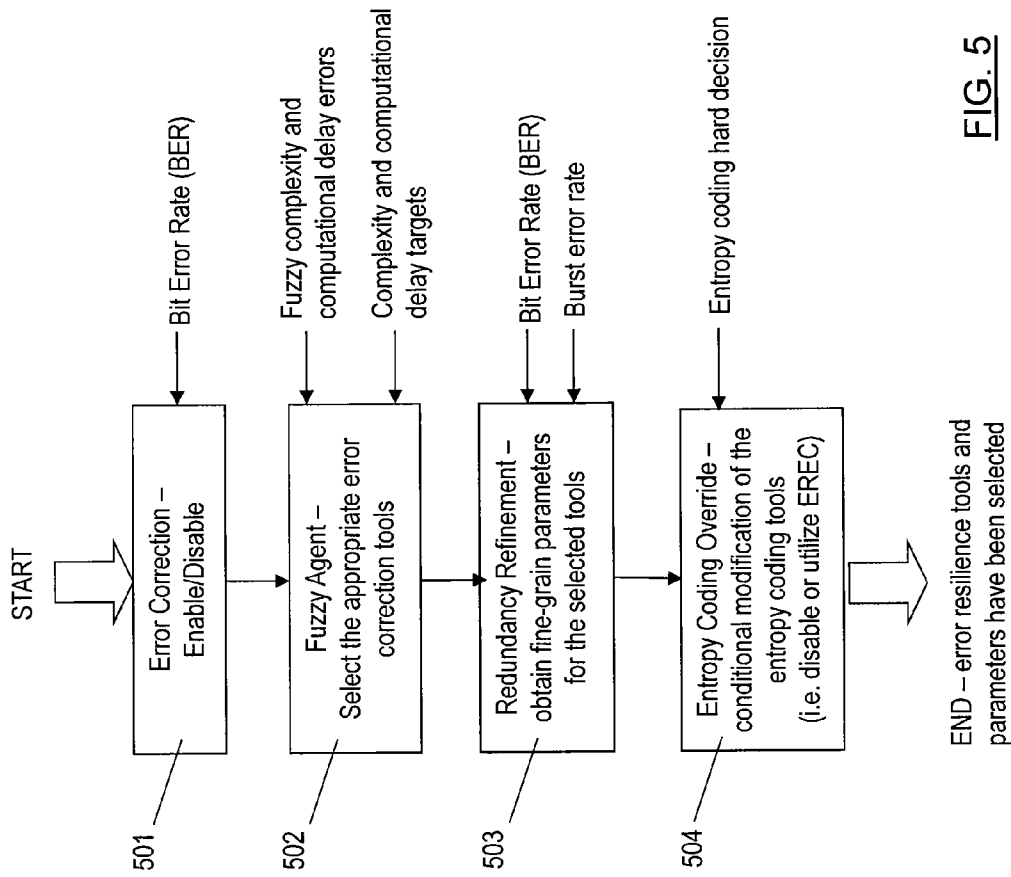 START
501
Error Correction –
Enable/Disable
Bit Error Rate (BER)
502
Fuzzy Agent –
Select the appropriate error
correction tools
Fuzzy complexity and
computational delay errors
Complexity and computational
delay targets
503
Redundancy Refinement –
obtain fine-grain parameters
for the selected tools
Bit Error Rate (BER)
Burst error rate
504
Entropy Coding Override –
conditional modification of the
entropy coding tools
(i.e. disable or utilize EREC)
Entropy coding hard decision
END – error resilience tools and
parameters have been selected
FIG. 5